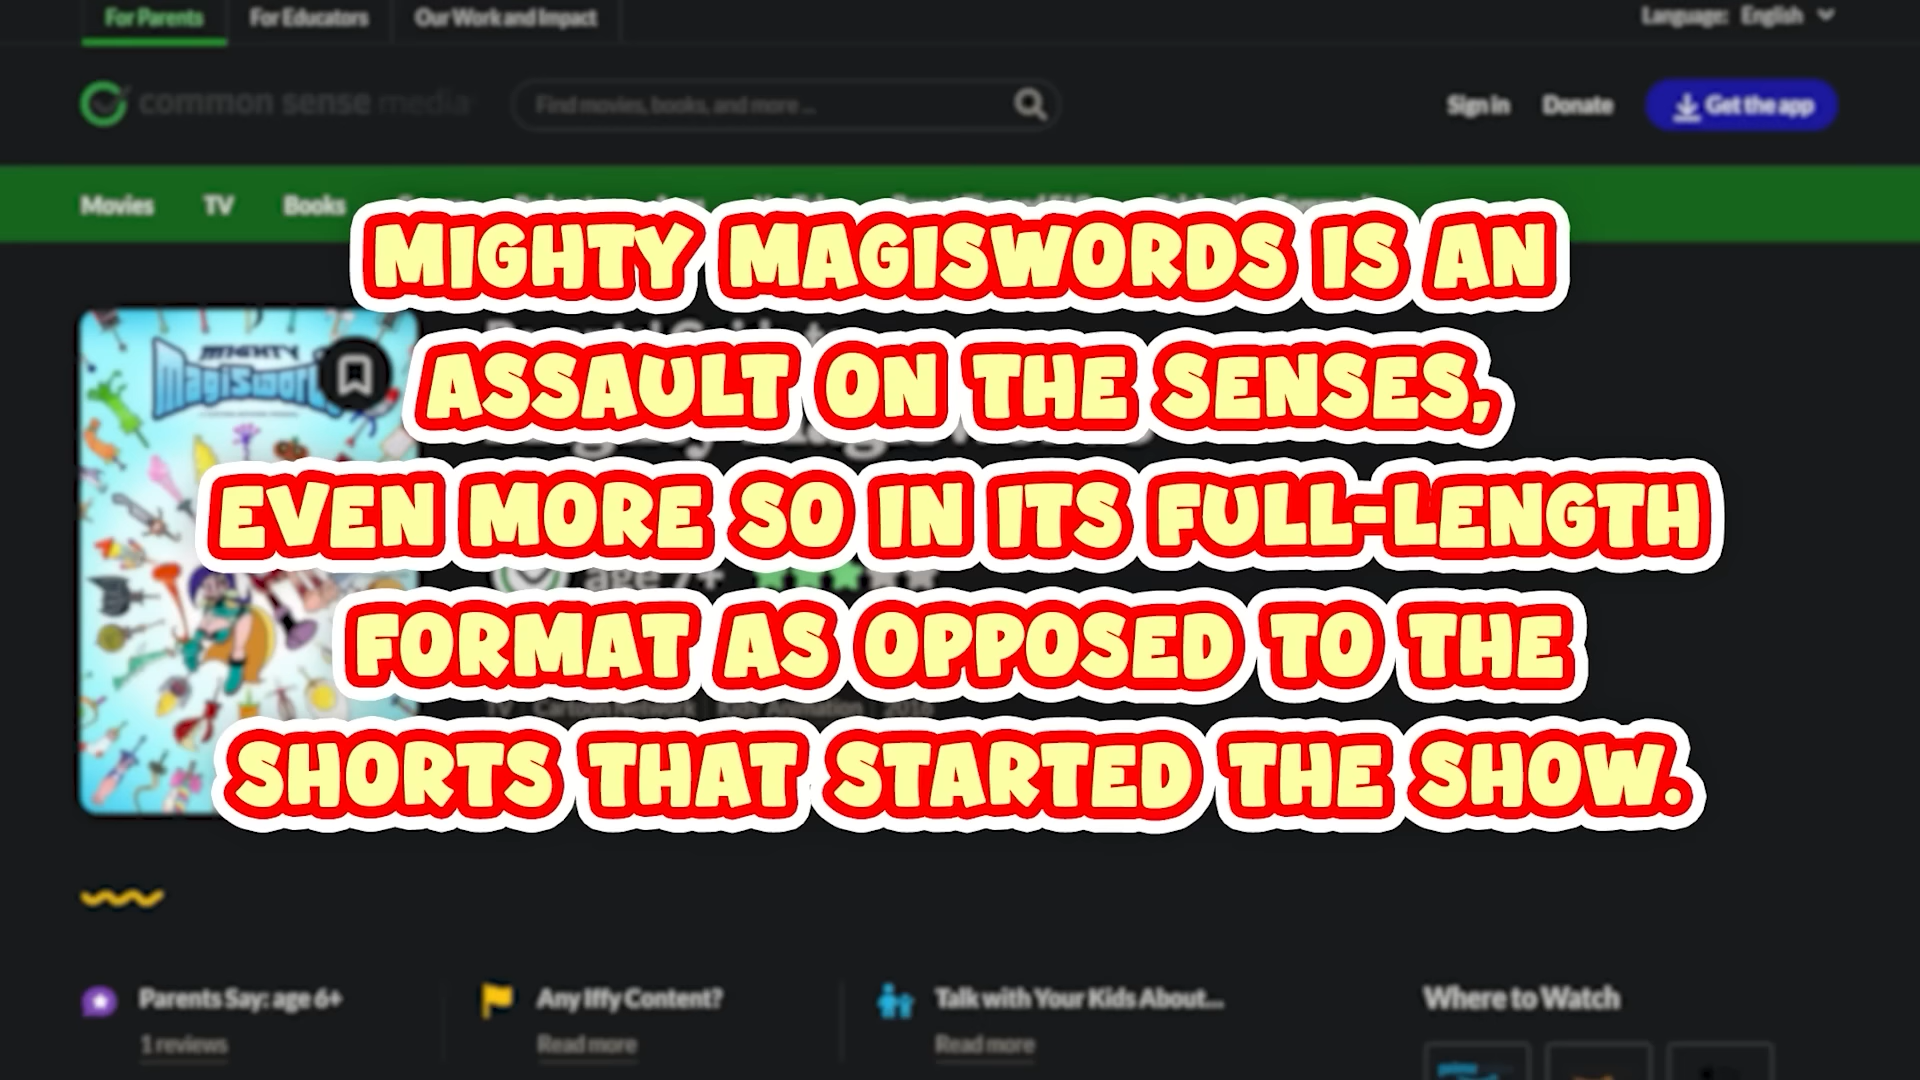 For Parents
For Educators
Our Work and Impact
Language: English
common sense media
Find movies, books, and more ...
Sign in
Donate
Get the app
Movies
TV
Books
MIGHTY MAGISWORDS IS AN
ASSAULT ON THE SENSES,
EVEN MORE SO IN ITS FULL-LENGTH
FORMAT AS OPPOSED TO THE
SHORTS THAT STARTED THE SHOW.
MIGHTY
age 7+
Parents Say: age 6+
1 reviews
Any Iffy Content?
Read more
Talk with Your Kids About...
Read more
Where to Watch